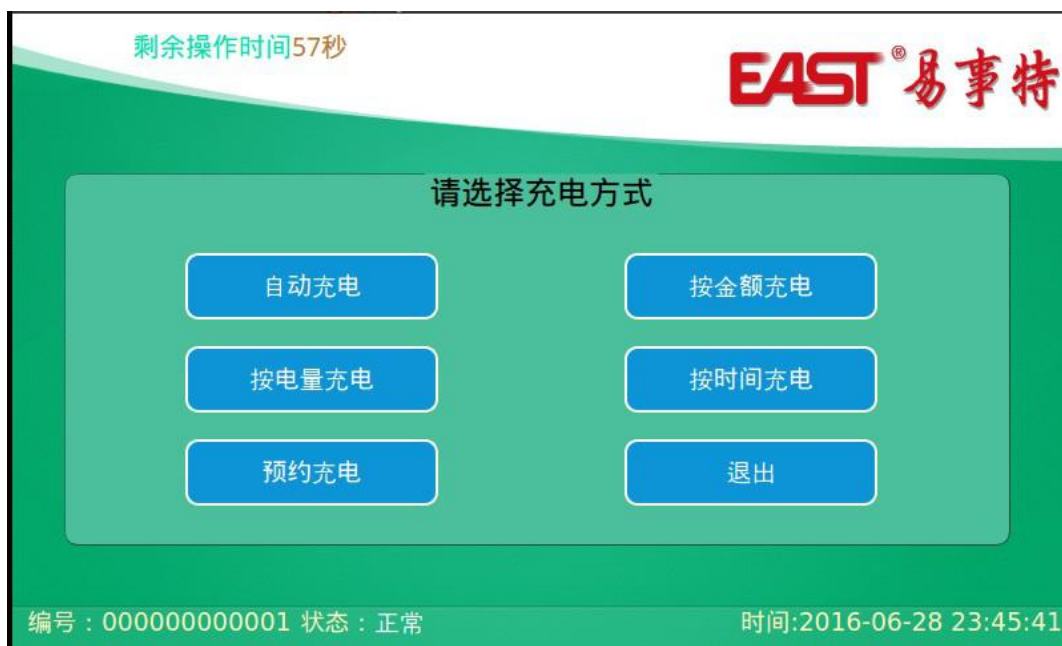 剩余操作时间57秒
EAST®易事特
请选择充电方式
自动充电
按金额充电
按电量充电
按时间充电
预约充电
退出
编号：000000000001 状态：正常
时间:2016-06-28 23:45:41